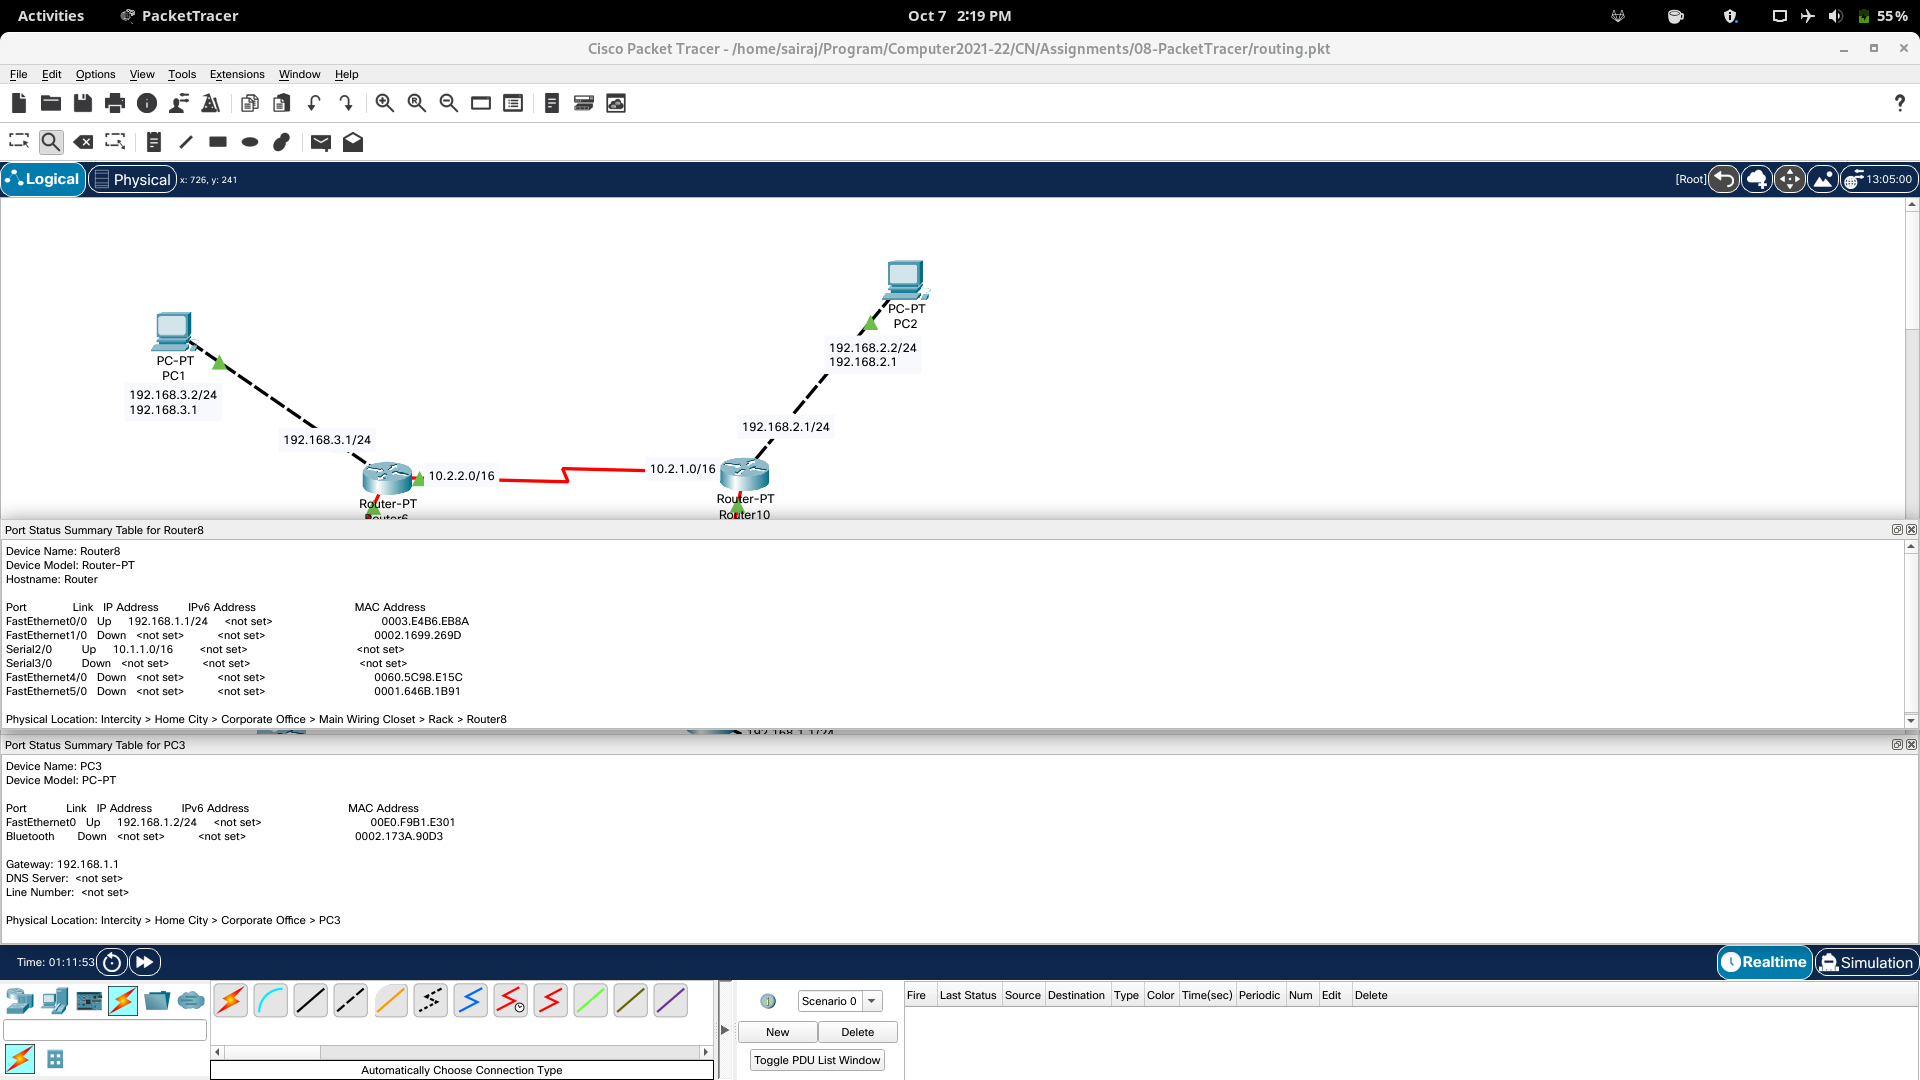 Activities PacketTracer Oct 7 2:19 PM 55%
Cisco Packet Tracer - /home/sairaj/Program/Computer2021-22/CN/Assignments/08-PacketTracer/routing.pkt
File Edit Options View Tools Extensions Window Help
?
Logical Physical x: 726, y: 241 [Root] 13:05:00
PC-PT
PC2
192.168.2.2/24
192.168.2.1
PC-PT
PC1
192.168.3.2/24
192.168.3.1
192.168.2.1/24
192.168.3.1/24
10.2.2.0/16
10.2.1.0/16
Router-PT
Router6
Router-PT
Router10
Port Status Summary Table for Router8
Device Name: Router8
Device Model: Router-PT
Hostname: Router
Port Link IP Address IPv6 Address MAC Address
FastEthernet0/0 Up 192.168.1.1/24 <not set> 0003.E4B6.EB8A
FastEthernet1/0 Down <not set> <not set> 0002.1699.269D
Serial2/0 Up 10.1.1.0/16 <not set> <not set>
Serial3/0 Down <not set> <not set> <not set>
FastEthernet4/0 Down <not set> <not set> 0060.5C98.E15C
FastEthernet5/0 Down <not set> <not set> 0001.646B.1B91
Physical Location: Intercity > Home City > Corporate Office > Main Wiring Closet > Rack > Router8
192.168.1.1/24
Port Status Summary Table for PC3
Device Name: PC3
Device Model: PC-PT
Port Link IP Address IPv6 Address MAC Address
FastEthernet0 Up 192.168.1.2/24 <not set> 00E0.F9B1.E301
Bluetooth Down <not set> <not set> 0002.173A.90D3
Gateway: 192.168.1.1
DNS Server: <not set>
Line Number: <not set>
Physical Location: Intercity > Home City > Corporate Office > PC3
Time: 01:11:53 Realtime Simulation
Scenario 0
New Delete
Toggle PDU List Window
Fire Last Status Source Destination Type Color Time(sec) Periodic Num Edit Delete
Automatically Choose Connection Type